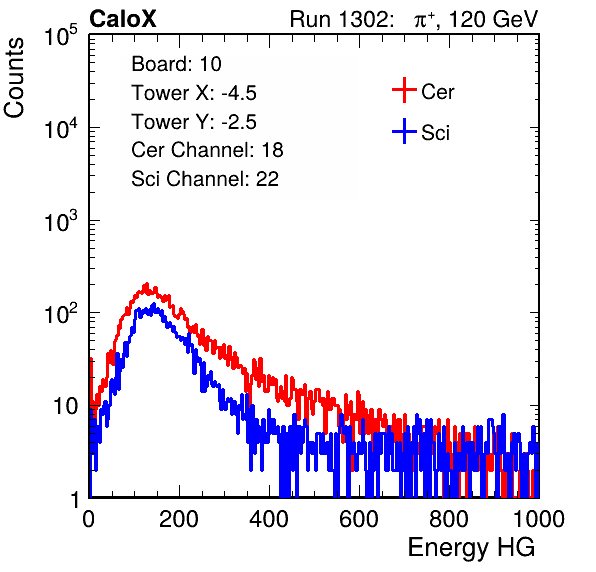 CaloX Run 1302: π⁺, 120 GeV
Counts
10⁵
10⁴
10³
10²
10
1
Board: 10
Tower X: -4.5
Tower Y: -2.5
Cer Channel: 18
Sci Channel: 22
Cer
Sci
0 200 400 600 800 1000
Energy HG